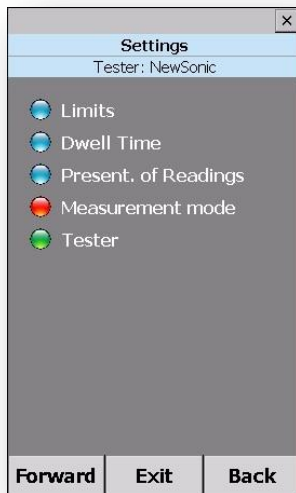 Settings
Tester: NewSonic
Limits
Dwell Time
Present. of Readings
Measurement mode
Tester
Forward Exit Back